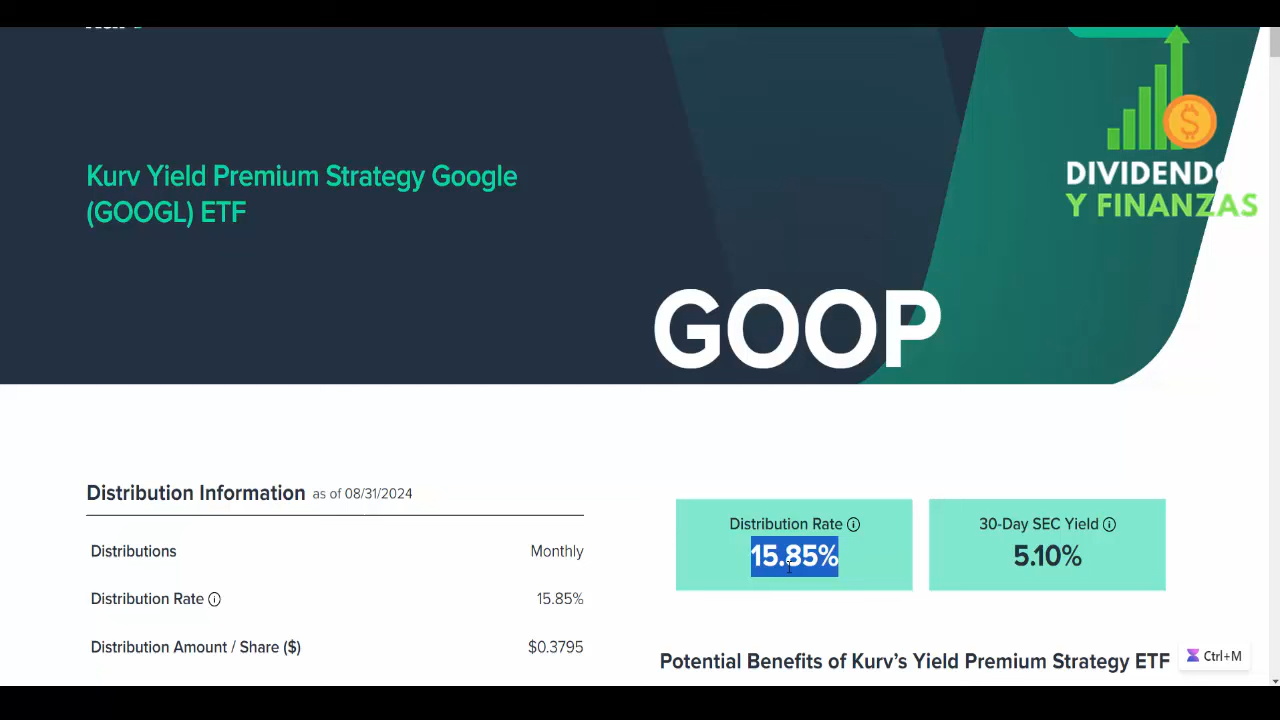 Kurv Yield Premium Strategy Google
(GOOGL) ETF
DIVIDENDO
Y FINANZAS
GOOP
Distribution Information as of 08/31/2024
Distributions Monthly
Distribution Rate 15.85%
Distribution Amount / Share ($) $0.3795
Distribution Rate
15.85%
30-Day SEC Yield
5.10%
Potential Benefits of Kurv's Yield Premium Strategy ETF
Ctrl+M